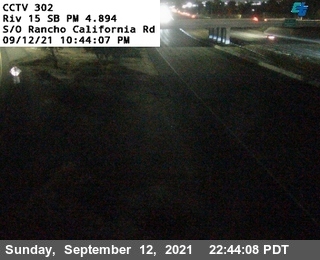 CCTV 302
Riv 15 SB PM 4.894
S/O Rancho California Rd
09/12/21 10:44:07 PM
Sunday, September 12, 2021 22:44:08 PDT